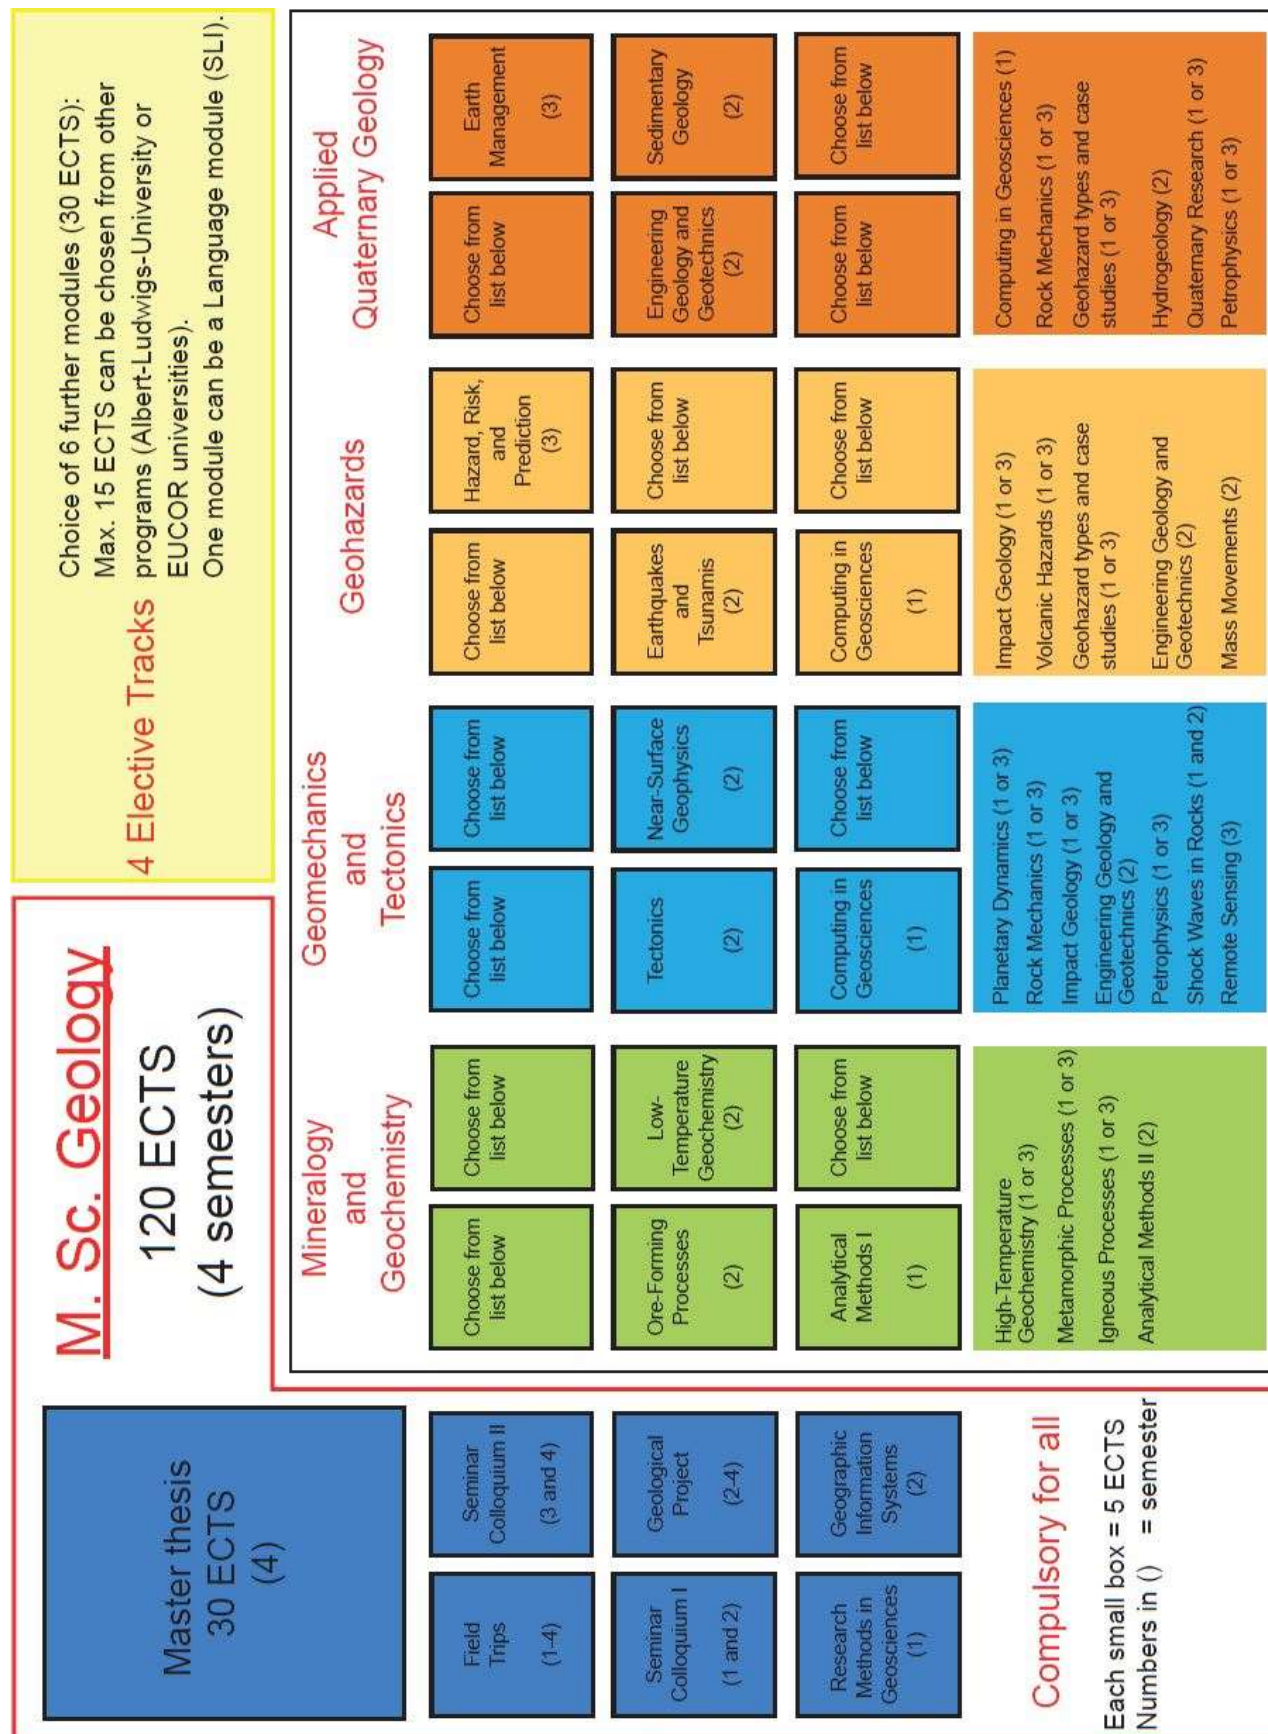 M. Sc. Geology
120 ECTS
(4 semesters)
4 Elective Tracks
Choice of 6 further modules (30 ECTS):
Max. 15 ECTS can be chosen from other
programs (Albert-Ludwigs-University or
EUCOR universities).
One module can be a Language module (SLI).
Master thesis
30 ECTS
(4)
Field
Trips
(1-4)
Seminar
Colloquium II
(3 and 4)
Seminar
Colloquium I
(1 and 2)
Geological
Project
(2-4)
Research
Methods in
Geosciences
(1)
Geographic
Information
Systems
(2)
Compulsory for all
Each small box = 5 ECTS
Numbers in () = semester
Mineralogy
and
Geochemistry
Choose from
list below
Choose from
list below
Ore-Forming
Processes
(2)
Low-
Temperature
Geochemistry
(2)
Analytical
Methods I
(1)
Choose from
list below
High-Temperature
Geochemistry (1 or 3)
Metamorphic Processes (1 or 3)
Igneous Processes (1 or 3)
Analytical Methods II (2)
Geomechanics
and
Tectonics
Choose from
list below
Choose from
list below
Tectonics
(2)
Near-Surface
Geophysics
(2)
Computing in
Geosciences
(1)
Choose from
list below
Planetary Dynamics (1 or 3)
Rock Mechanics (1 or 3)
Impact Geology (1 or 3)
Engineering Geology and
Geotechnics (2)
Petrophysics (1 or 3)
Shock Waves in Rocks (1 and 2)
Remote Sensing (3)
Geohazards
Choose from
list below
Hazard, Risk,
and
Prediction
(3)
Earthquakes
and
Tsunamis
(2)
Choose from
list below
Computing in
Geosciences
(1)
Choose from
list below
Impact Geology (1 or 3)
Volcanic Hazards (1 or 3)
Geohazard types and case
studies (1 or 3)
Engineering Geology and
Geotechnics (2)
Mass Movements (2)
Applied
Quaternary Geology
Choose from
list below
Earth
Management
(3)
Engineering
Geology and
Geotechnics
(2)
Sedimentary
Geology
(2)
Choose from
list below
Choose from
list below
Computing in Geosciences (1)
Rock Mechanics (1 or 3)
Geohazard types and case
studies (1 or 3)
Hydrogeology (2)
Quaternary Research (1 or 3)
Petrophysics (1 or 3)